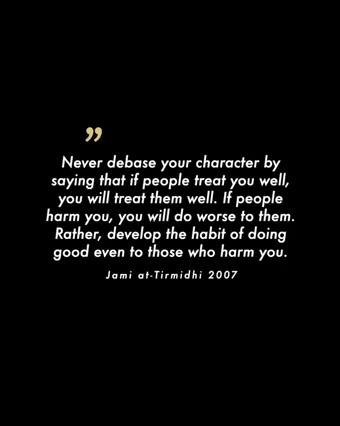 ”
Never debase your character by
saying that if people treat you well,
you will treat them well. If people
harm you, you will do worse to them.
Rather, develop the habit of doing
good even to those who harm you.
Jami at-Tirmidhi 2007